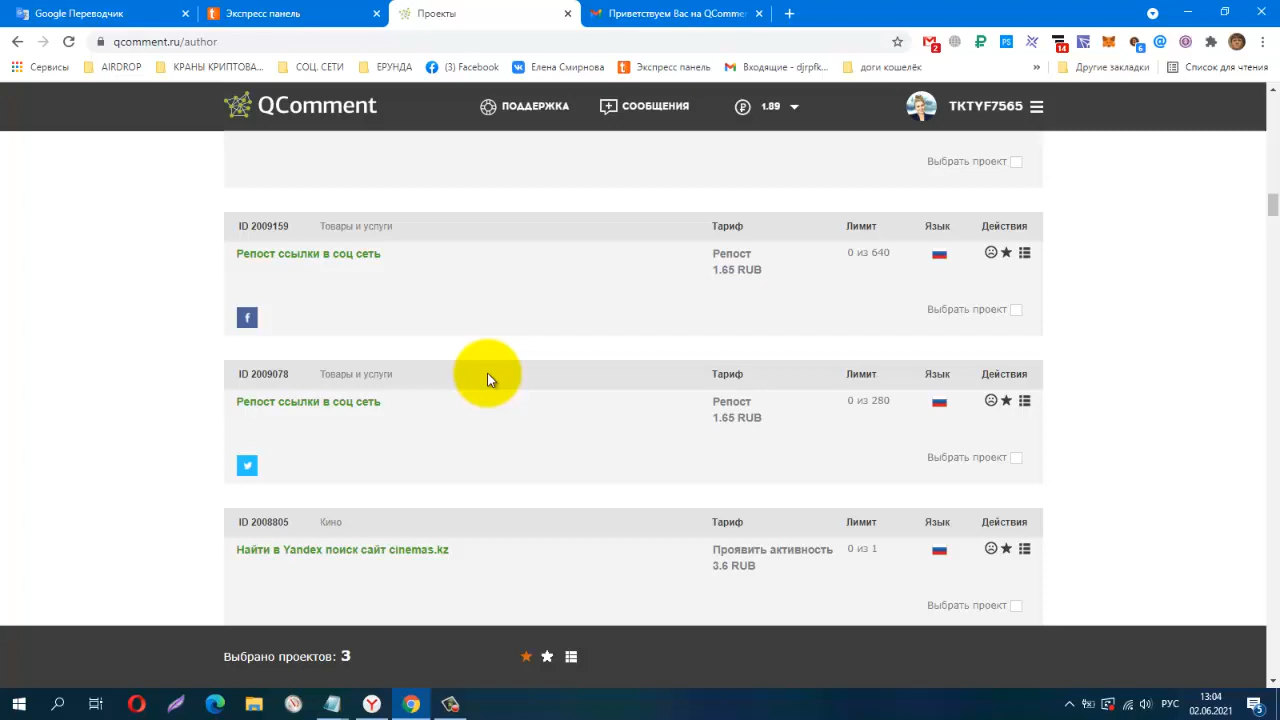 Google Переводчик
Экспресс панель
Проекты
Приветствуем Вас на QCommer
qcomment.ru/author
2
PS
14
6
Сервисы
AIRDROP
КРАНЫ КРИПТОВА...
СОЦ. СЕТИ
ЕРУНДА
(3) Facebook
Елена Смирнова
Экспресс панель
Входящие - djrpfk...
доги кошелёк
»
Другие закладки
Список для чтения
QComment
ПОДДЕРЖКА
СООБЩЕНИЯ
1.89
TKTYF7565
Выбрать проект
ID 2009159 Товары и услуги Тариф Лимит Язык Действия
Репост ссылки в соц сеть Репост 0 из 640
1.65 RUB
Выбрать проект
ID 2009078 Товары и услуги Тариф Лимит Язык Действия
Репост ссылки в соц сеть Репост 0 из 280
1.65 RUB
Выбрать проект
ID 2008805 Кино Тариф Лимит Язык Действия
Найти в Yandex поиск сайт cinemas.kz Проявить активность 0 из 1
3.6 RUB
Выбрать проект
Выбрано проектов: 3
РУС
13:04
02.06.2021
5